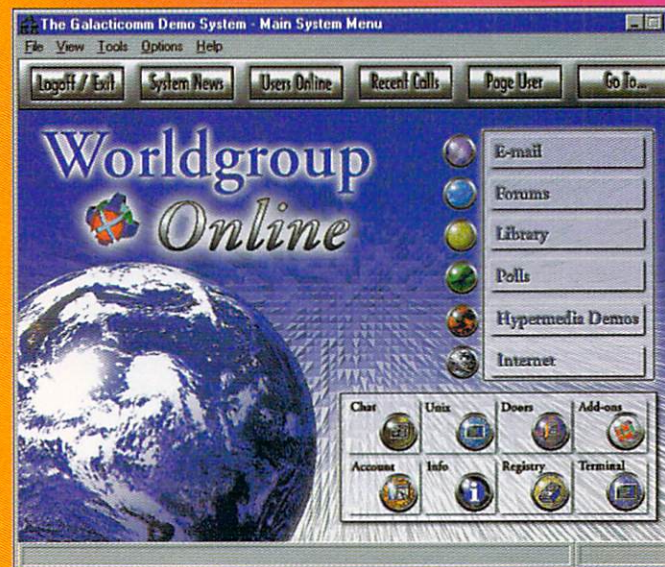 The Galacticomm Demo System - Main System Menu
File View Tools Options Help
Logoff / Exit System News Users Online Recent Calls Page User Go To...
Worldgroup
Online
E-mail
Forums
Library
Polls
Hypermedia Demos
Internet
Chat Unix Doors Add-ons
Account Info Registry Terminal